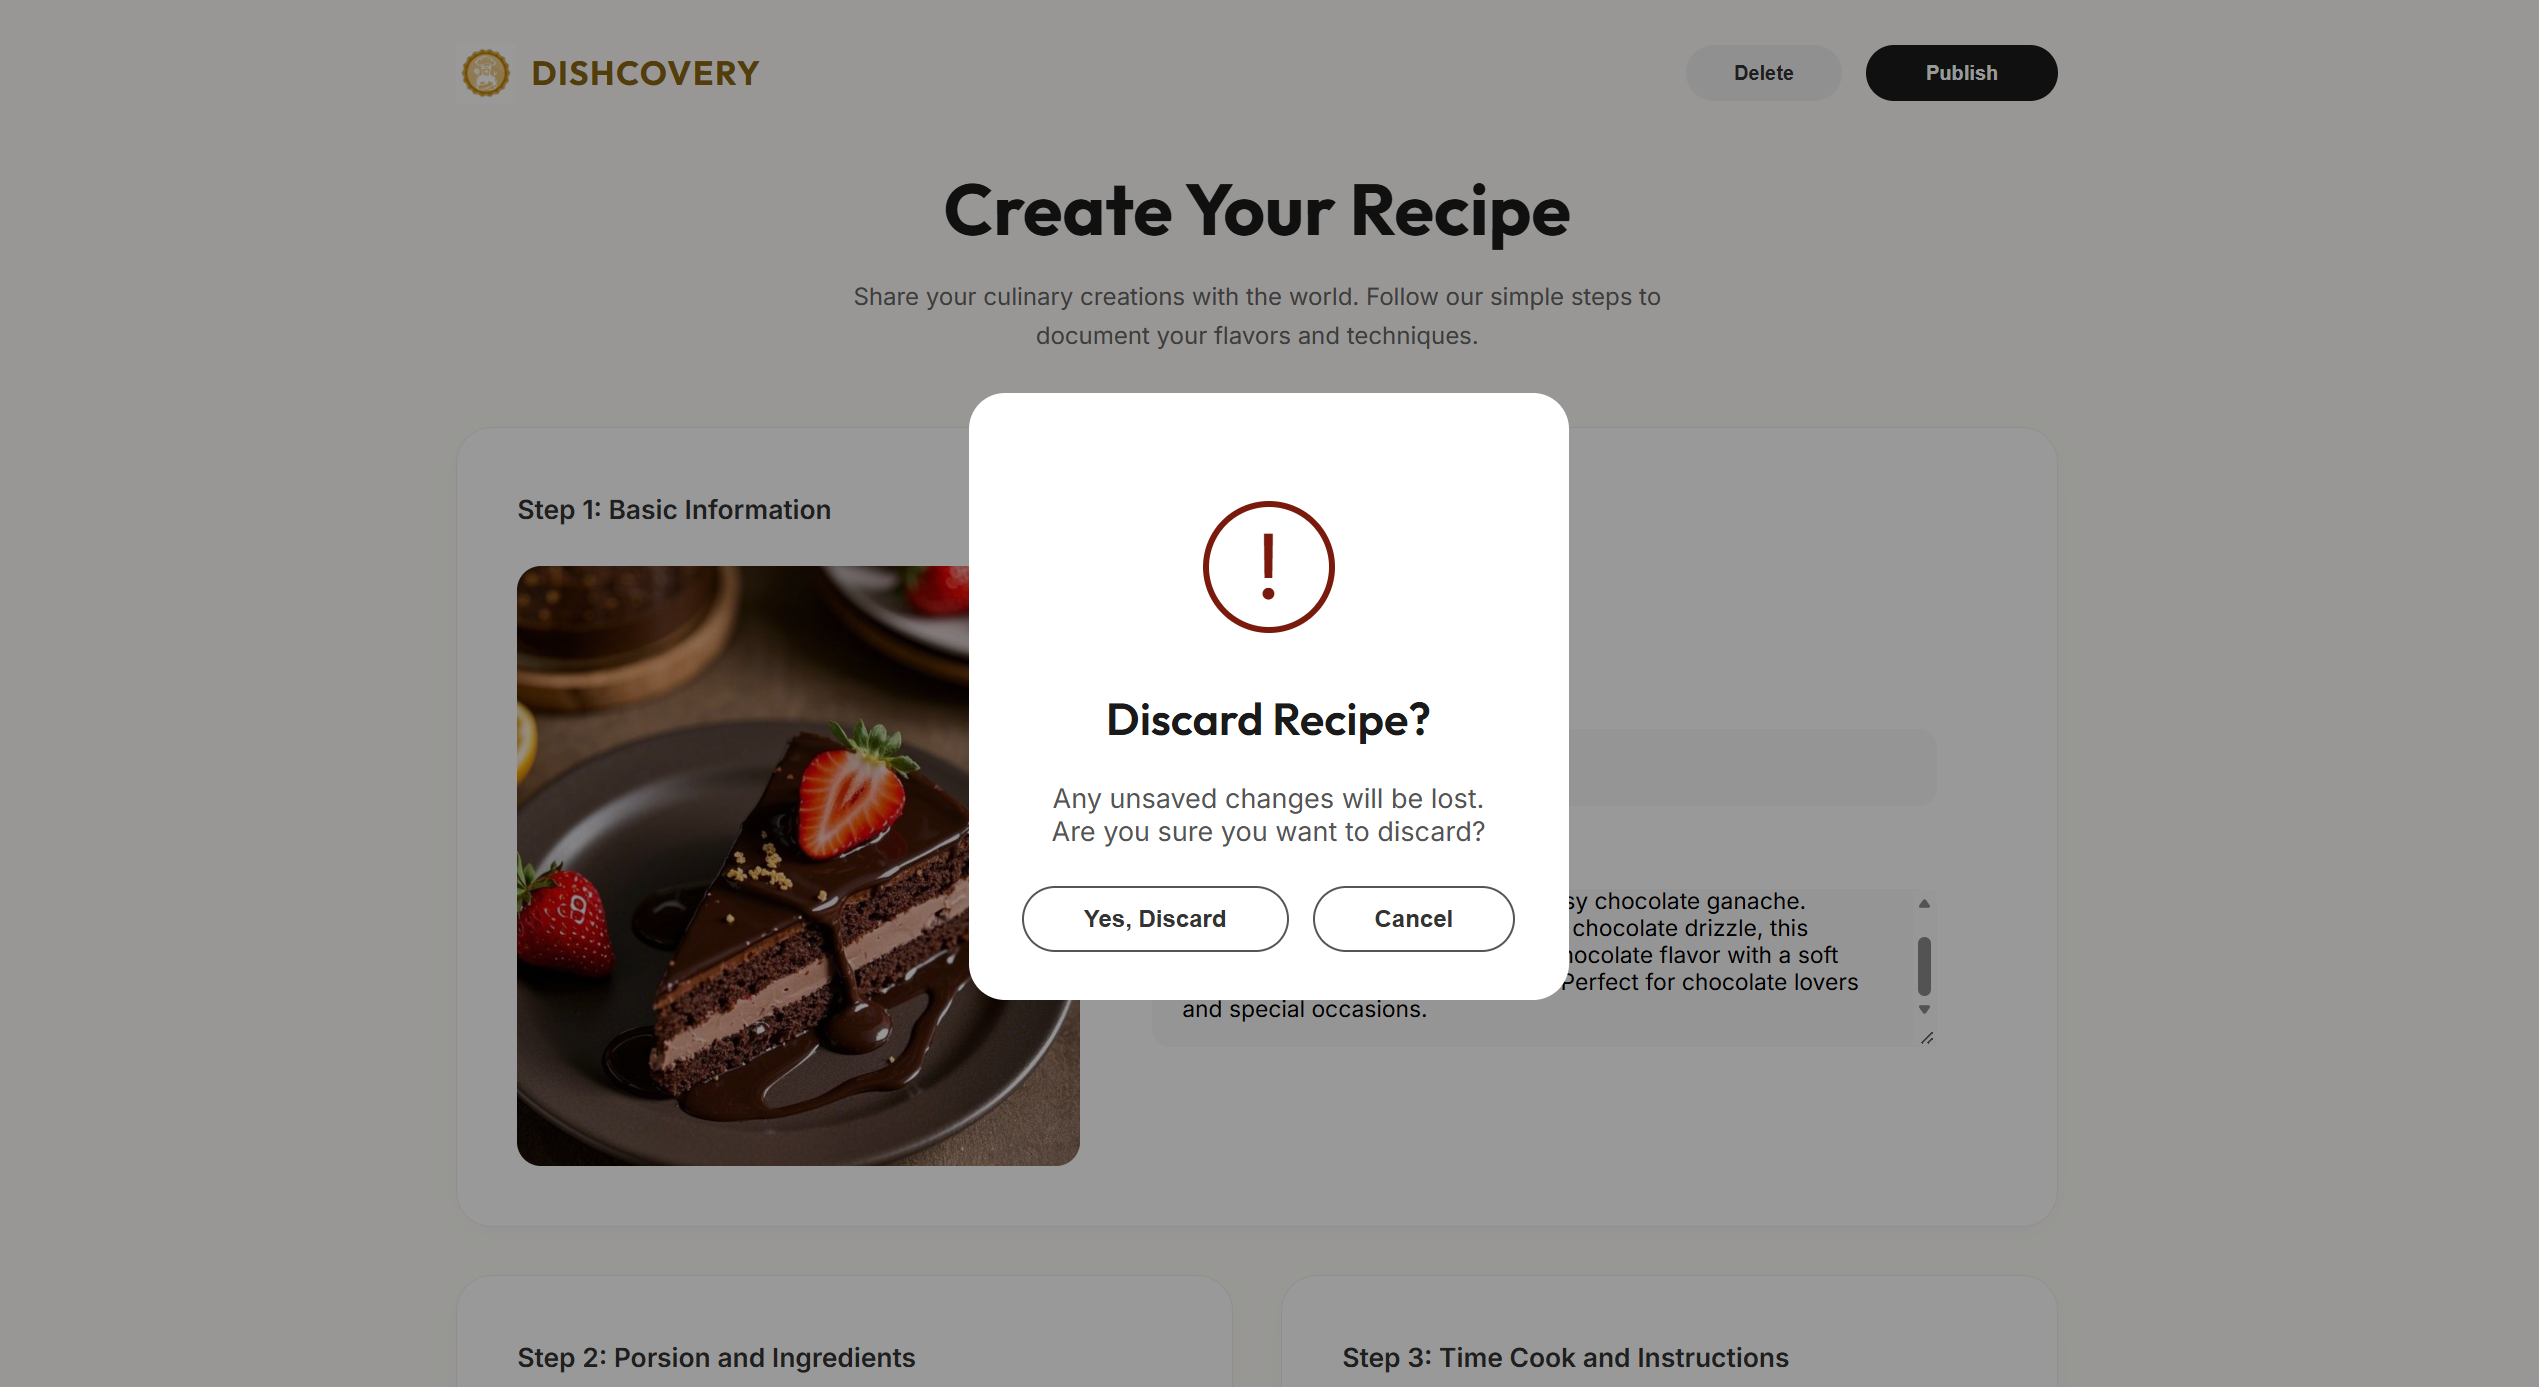 DISHCOVERY
Delete
Publish
Create Your Recipe
Share your culinary creations with the world. Follow our simple steps to
document your flavors and techniques.
Step 1: Basic Information
!
Discard Recipe?
Any unsaved changes will be lost.
Are you sure you want to discard?
Yes, Discard
Cancel
chocolate ganache.
chocolate drizzle, this
flavor with a soft
Perfect for chocolate lovers
and special occasions.
Step 2: Porsion and Ingredients
Step 3: Time Cook and Instructions